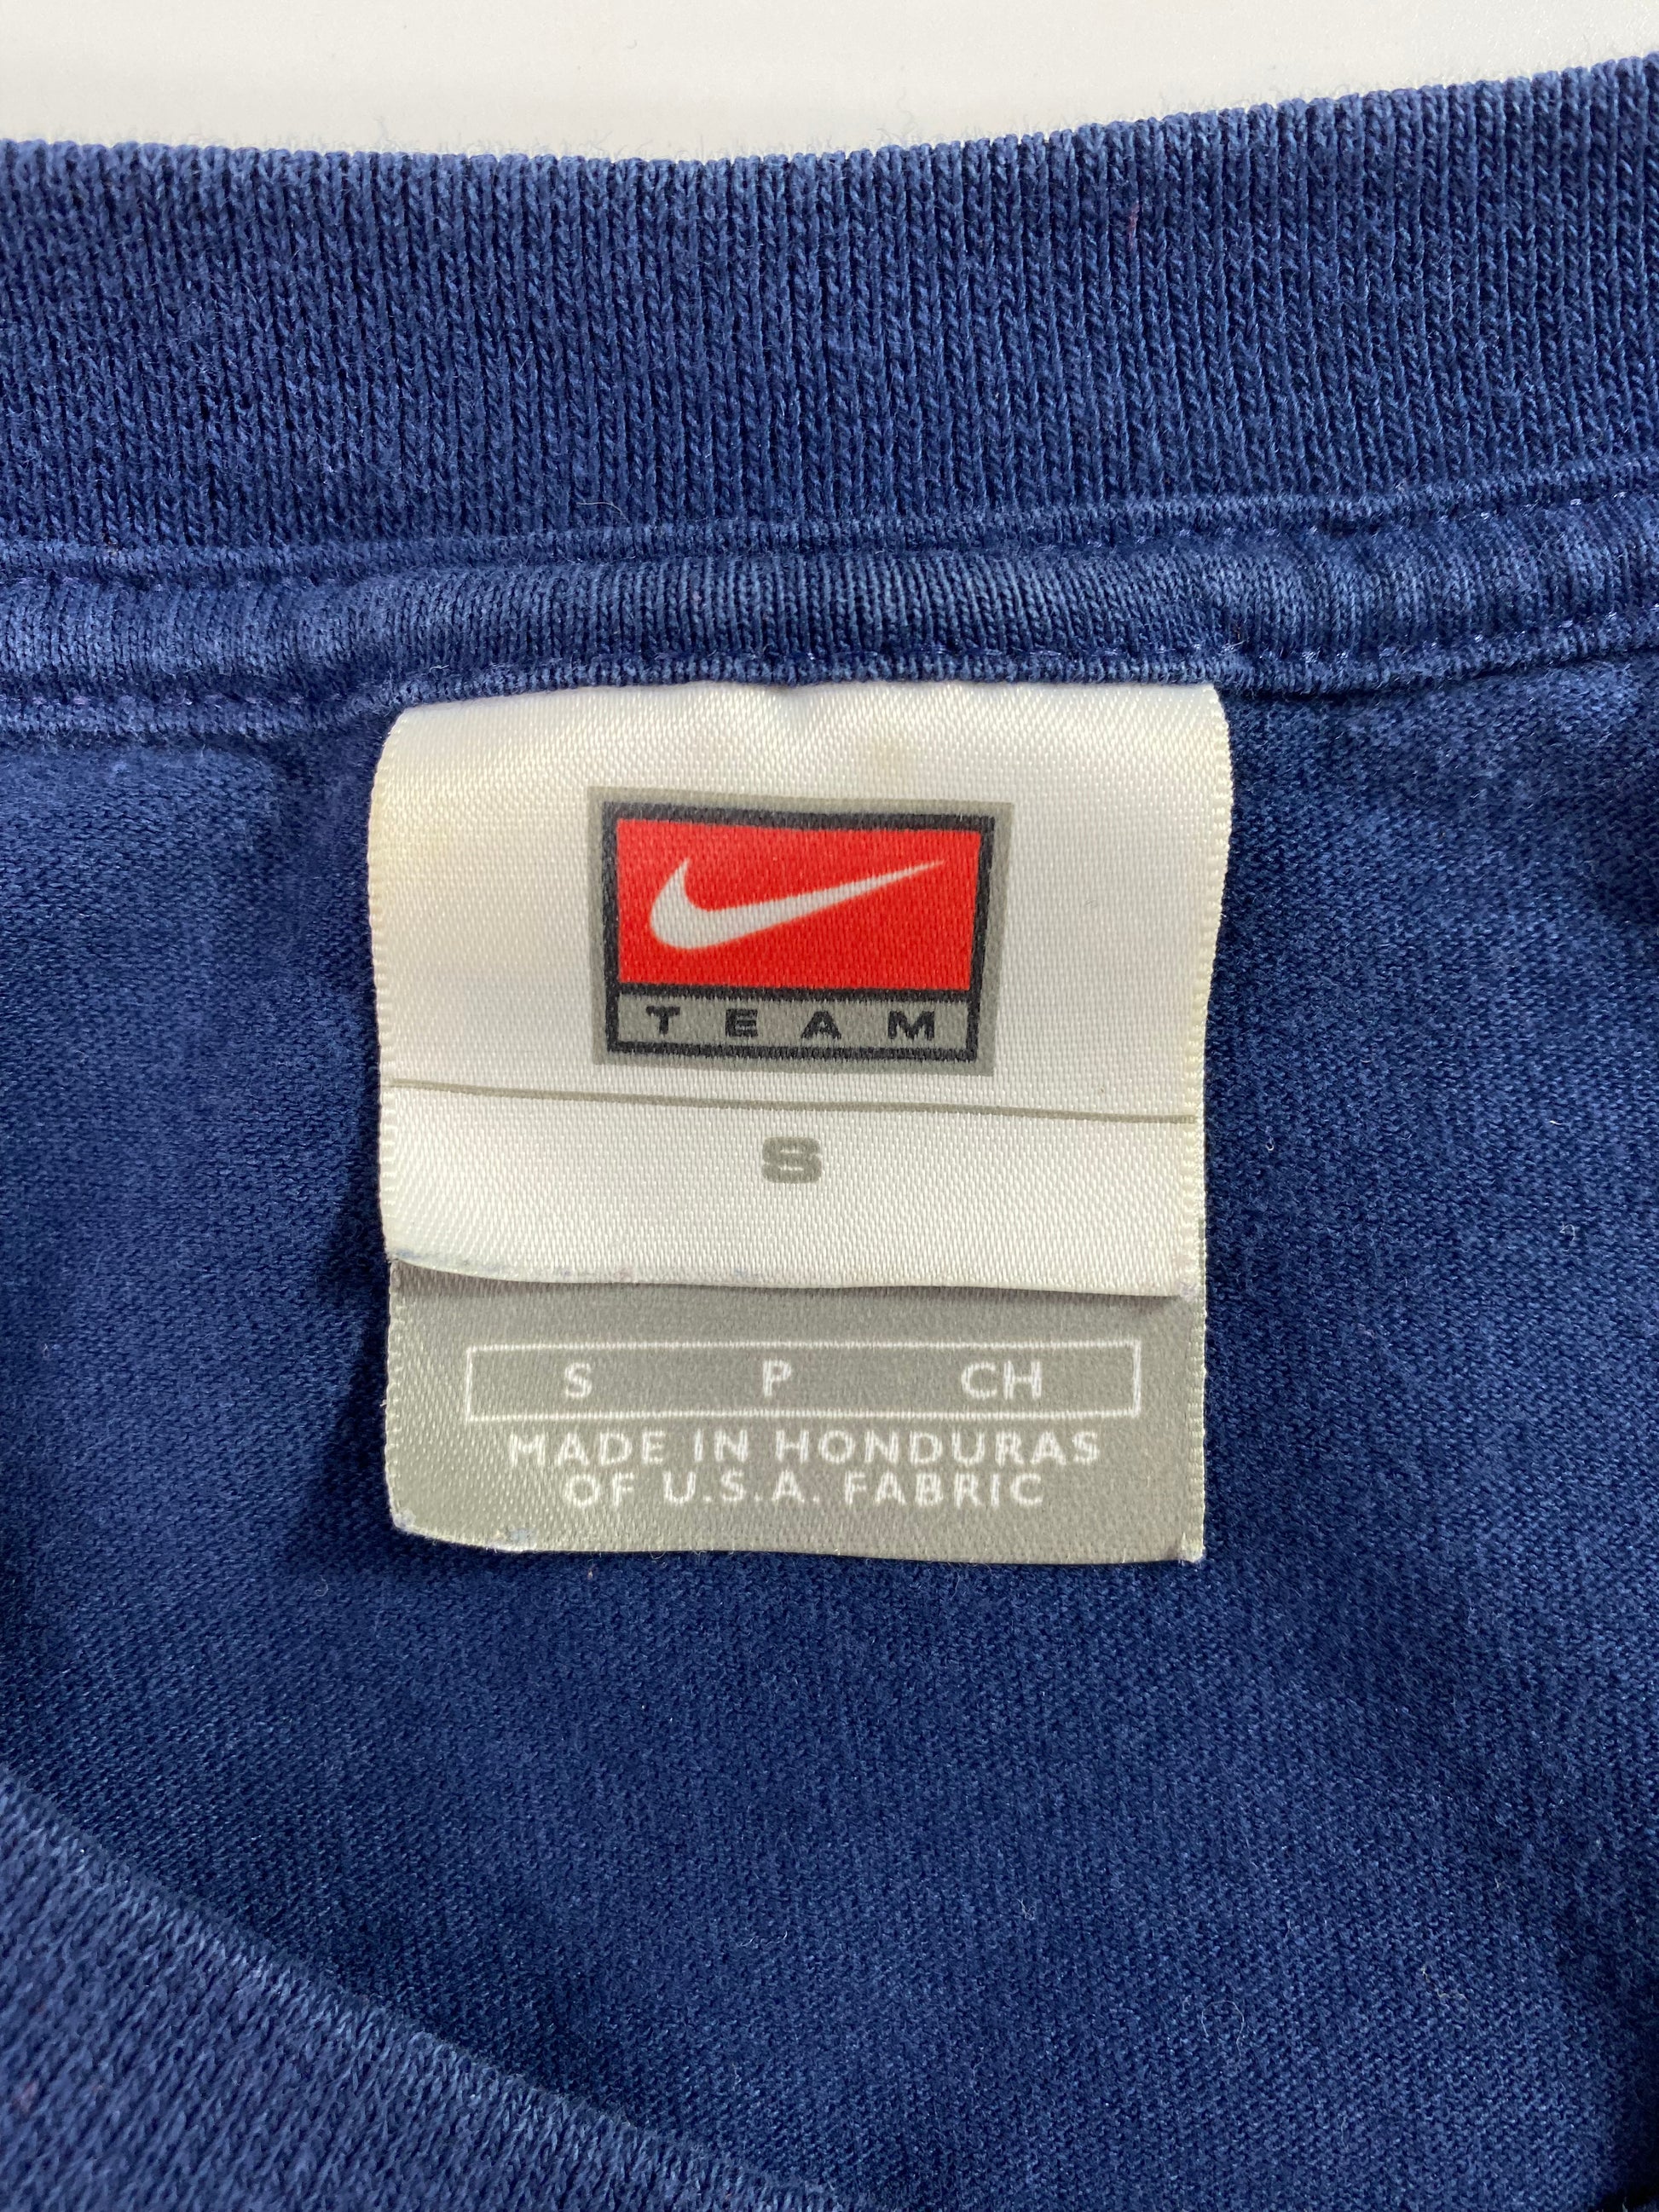 TEAM
S
S P CH
MADE IN HONDURAS
OF U.S.A. FABRIC